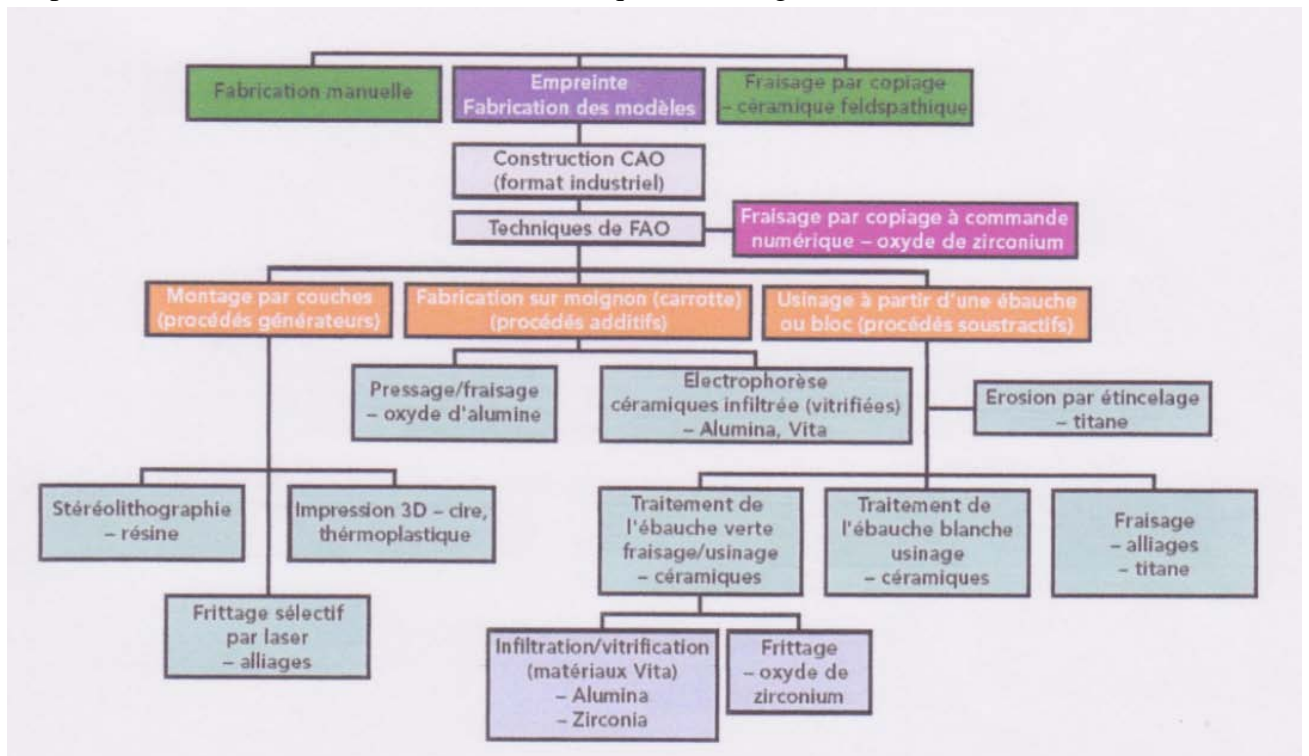 Fabrication manuelle
Empreinte
Fabrication des modèles
Fraisage par copiage
– céramique feldspathique
Construction CAO
(format industriel)
Techniques de FAO
Fraisage par copiage à commande
numérique – oxyde de zirconium
Montage par couches
(procédés générateurs)
Fabrication sur moignon (carrotte)
(procédés additifs)
Usinage à partir d'une ébauche
ou bloc (procédés soustractifs)
Pressage/fraisage
– oxyde d'alumine
Electrophorèse
céramiques infiltrée (vitrifiées)
– Alumina, Vita
Erosion par étincelage
– titane
Stéréolithographie
– résine
Impression 3D – cire,
thérmoplastique
Traitement de
l'ébauche verte
fraisage/usinage
– céramiques
Traitement de
l'ébauche blanche
usinage
– céramiques
Fraisage
– alliages
– titane
Frittage sélectif
par laser
– alliages
Infiltration/vitrification
(matériaux Vita)
– Alumina
– Zirconia
Frittage
– oxyde de
zirconium